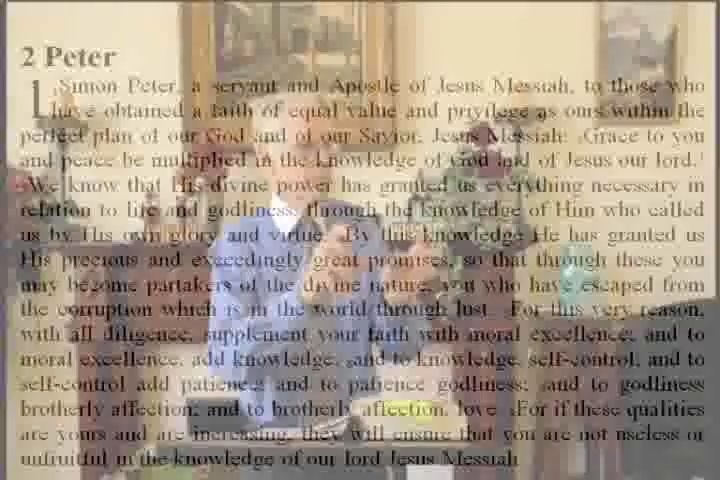 2 Peter
I, Simon Peter, a servant and Apostle of Jesus Messiah, to those who
have obtained a faith of equal value and privilege as ours within the
perfect plan of our God and of our Savior, Jesus Messiah: Grace to you
and peace be multiplied in the knowledge of God and of Jesus our lord.
We know that His divine power has granted us everything necessary in
relation to life and godliness, through the knowledge of Him who called
us by His own glory and virtue. By this knowledge He has granted us
His precious and exceedingly great promises, so that through these you
may become partakers of the divine nature, you who have escaped from
the corruption which is in the world through lust. For this very reason,
with all diligence, supplement your faith with moral excellence; and to
moral excellence, add knowledge; and to knowledge, self-control; and to
self-control add patience; and to patience godliness; and to godliness
brotherly affection; and to brotherly affection, love. For if these qualities
are yours and are increasing, they will ensure that you are not useless or
unfruitful in the knowledge of our lord Jesus Messiah